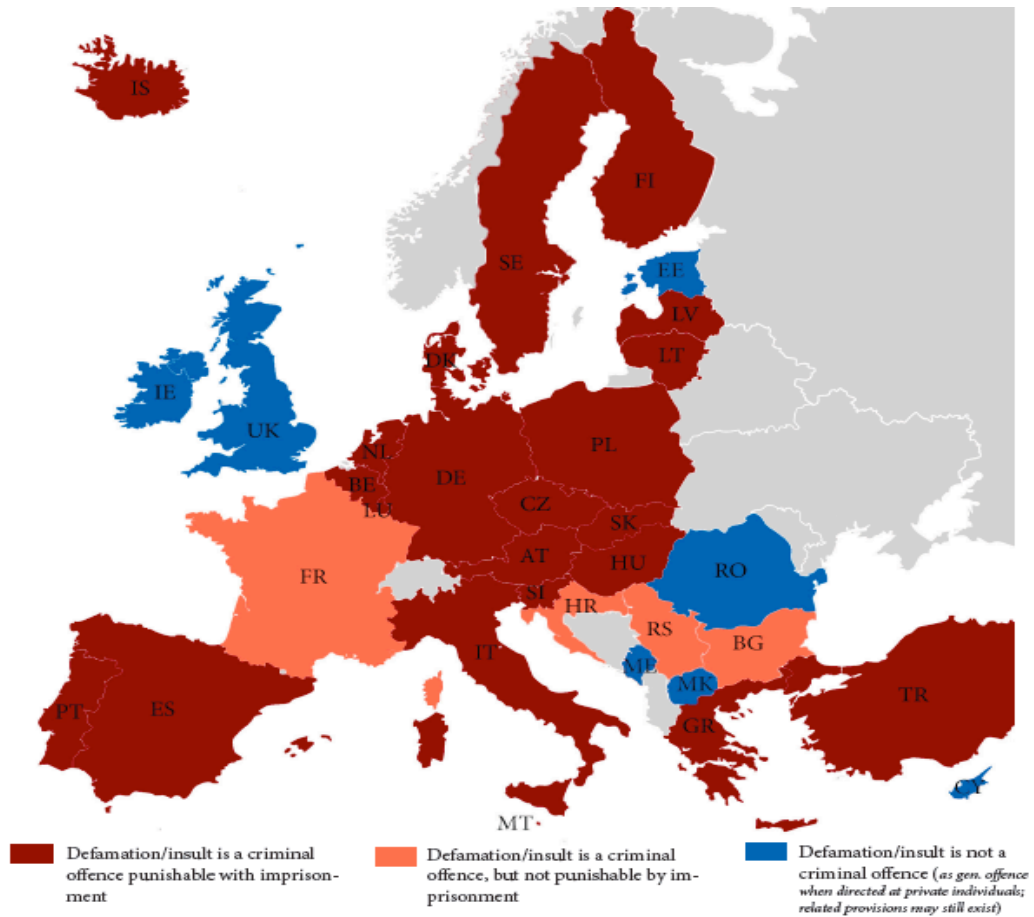 IS
FI
SE
EE
LV
LT
DK
IE
UK
NL
BE
LU
DE
PL
CZ
SK
AT
HU
SI
FR
HR
RS
RO
BG
IT
ME
MK
PT
ES
GR
TR
CY
MT
Defamation/insult is a criminal
offence punishable with imprison-
ment
Defamation/insult is a criminal
offence, but not punishable by im-
prisonment
Defamation/insult is not a
criminal offence (as gen. offence
when directed at private individuals;
related provisions may still exist)